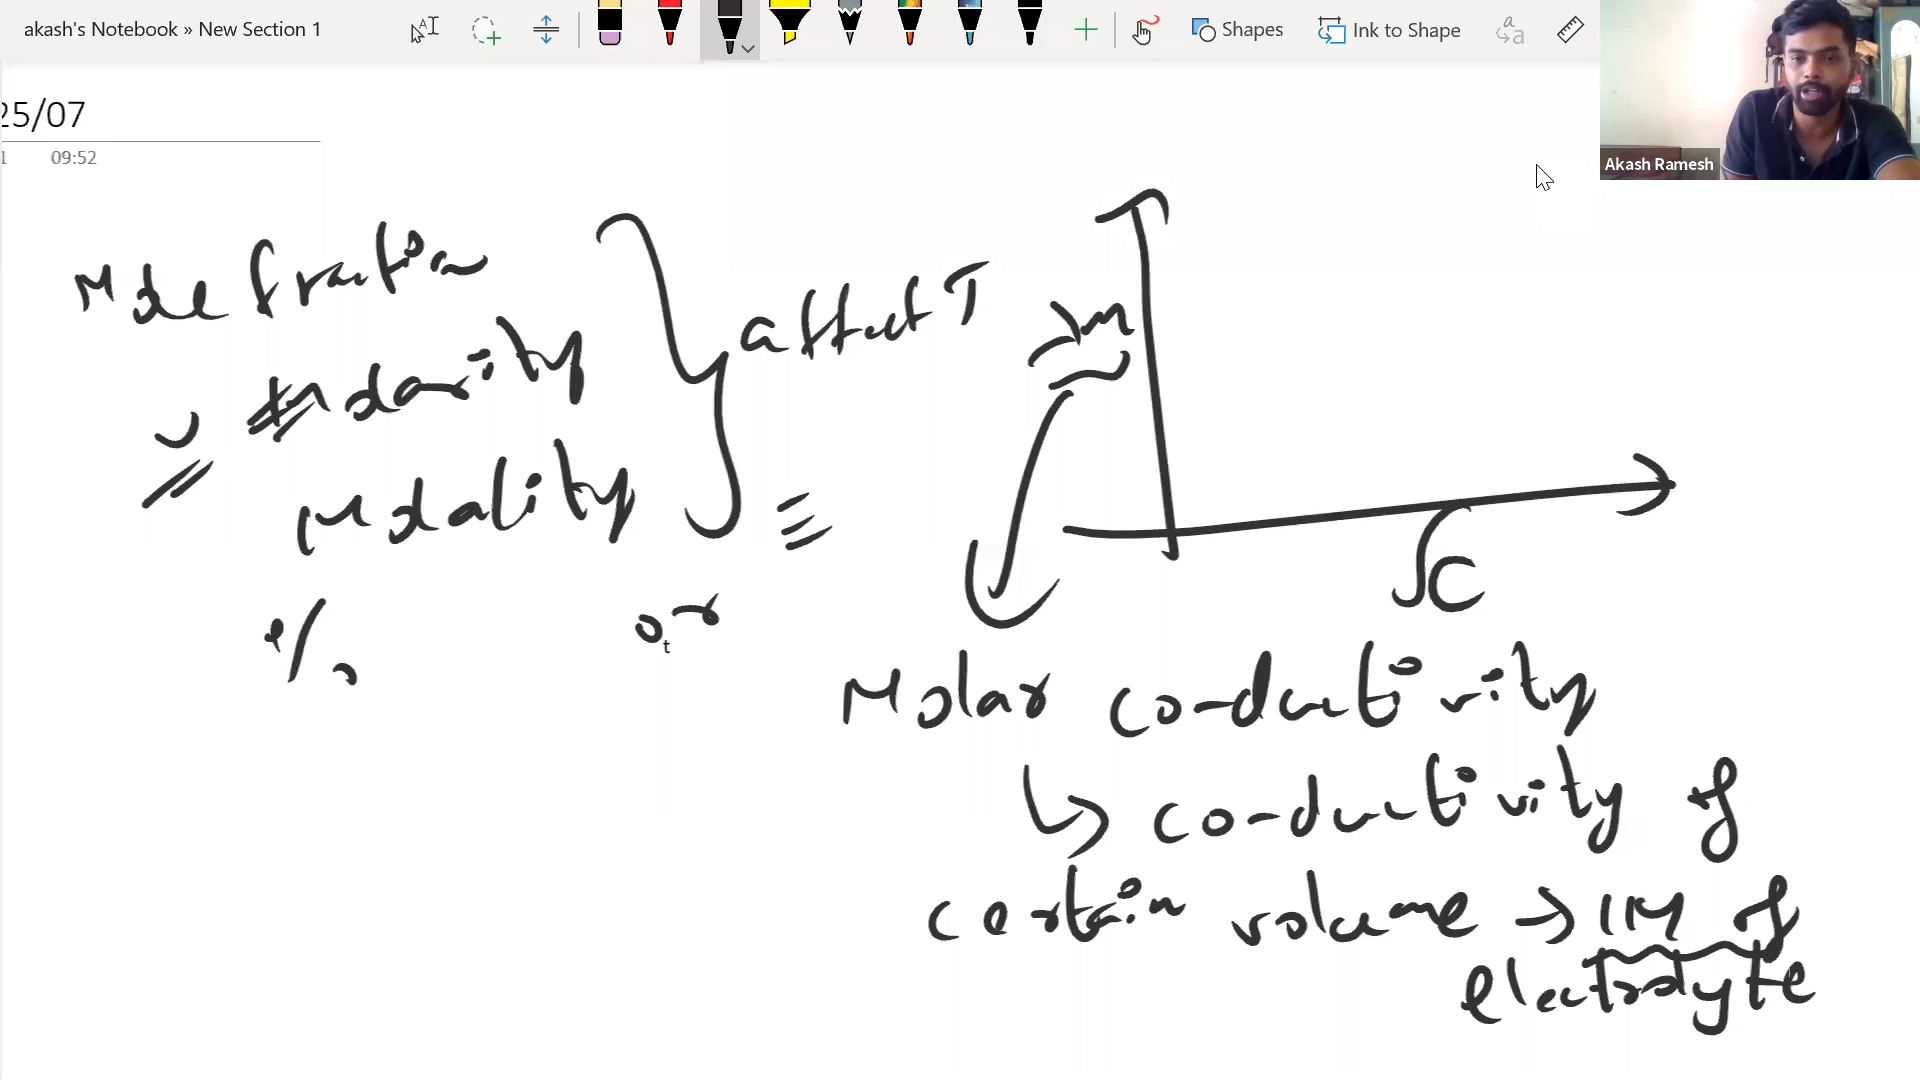 akash's Notebook » New Section 1
Shapes
Ink to Shape
Akash Ramesh
25/07
09:52
Mole fraction
Molarity
Molality
%
affect T
or
t
λm
√C
Molar conductivity
↳ conductivity of
certain volume → 1M of
electrolyte